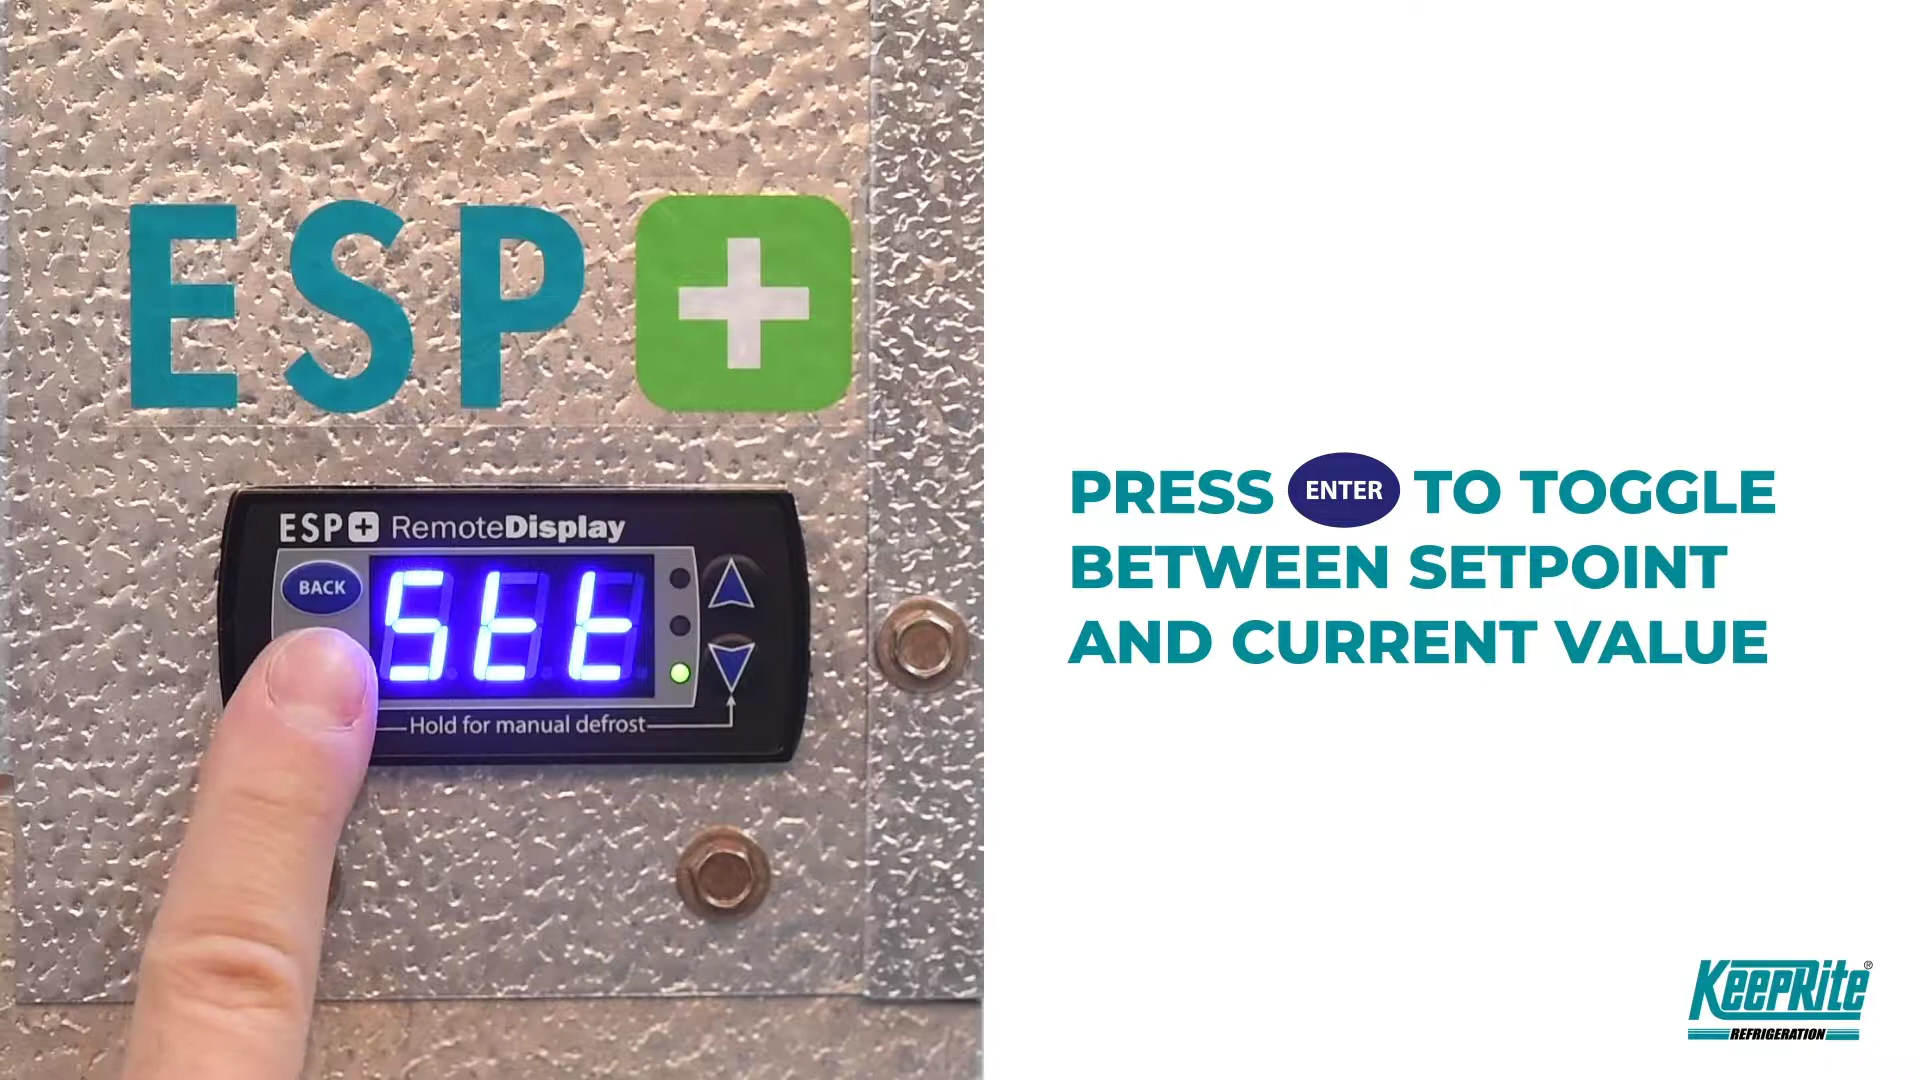 ESP+
ESP+ RemoteDisplay
BACK
Stt
Hold for manual defrost
PRESS ENTER TO TOGGLE
BETWEEN SETPOINT
AND CURRENT VALUE
KeepRite®
REFRIGERATION